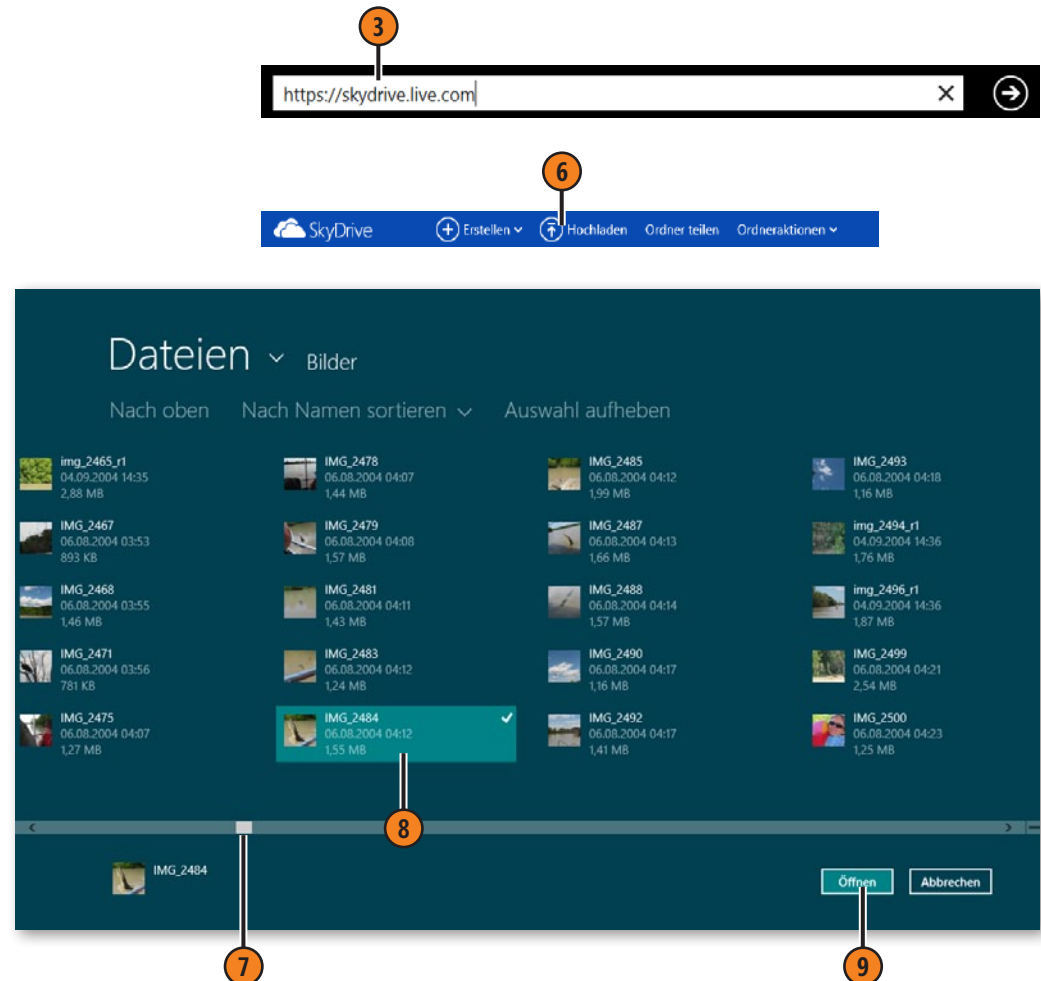 3
https://skydrive.live.com
6
SkyDrive Erstellen Hochladen Ordner teilen Ordneraktionen
Dateien Bilder
Nach oben Nach Namen sortieren Auswahl aufheben
img_2465_r1
04.09.2004 14:35
2,88 MB
IMG_2467
06.08.2004 03:53
893 KB
IMG_2468
06.08.2004 03:55
1,46 MB
IMG_2471
06.08.2004 03:56
781 KB
IMG_2475
06.08.2004 04:07
1,27 MB
IMG_2478
06.08.2004 04:07
1,44 MB
IMG_2479
06.08.2004 04:08
1,57 MB
IMG_2481
06.08.2004 04:11
1,43 MB
IMG_2483
06.08.2004 04:12
1,24 MB
IMG_2484
06.08.2004 04:12
1,55 MB
IMG_2485
06.08.2004 04:12
1,99 MB
IMG_2487
06.08.2004 04:13
1,66 MB
IMG_2488
06.08.2004 04:14
1,57 MB
IMG_2490
06.08.2004 04:17
1,16 MB
IMG_2492
06.08.2004 04:17
1,41 MB
IMG_2493
06.08.2004 04:18
1,16 MB
img_2494_r1
04.09.2004 14:36
1,76 MB
img_2496_r1
04.09.2004 14:36
1,87 MB
IMG_2499
06.08.2004 04:21
2,54 MB
IMG_2500
06.08.2004 04:23
1,25 MB
8
IMG_2484
Öffnen Abbrechen
7
9